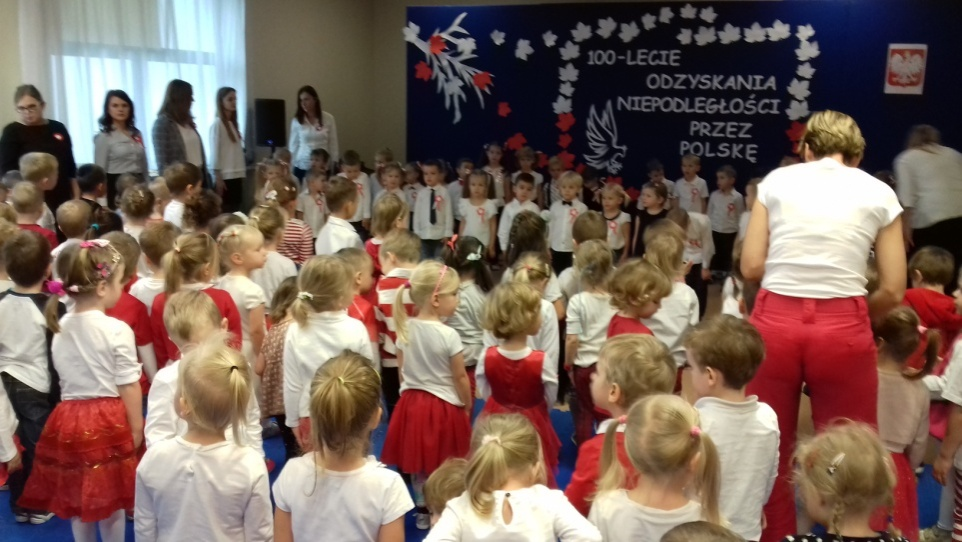 100-LECIE
ODZYSKANIA
NIEPODLEGŁOŚCI
PRZEZ
POLSKĘ